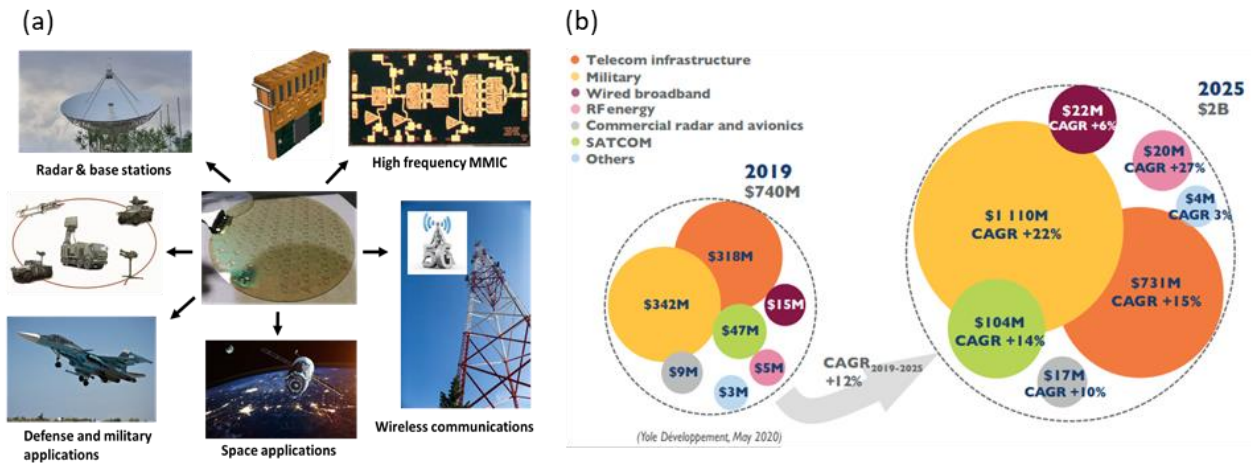 (a)
Radar & base stations
High frequency MMIC
Defense and military
applications
Space applications
Wireless communications
(b)
Telecom infrastructure
Military
Wired broadband
RF energy
Commercial radar and avionics
SATCOM
Others
2019
$740M
$318M
$342M
$15M
$47M
$9M
$5M
$3M
CAGR 2019-2025
+12%
2025
$2B
$22M
CAGR +6%
$20M
CAGR +27%
$4M
CAGR 3%
$1 110M
CAGR +22%
$731M
CAGR +15%
$104M
CAGR +14%
$17M
CAGR +10%
(Yole Développement, May 2020)